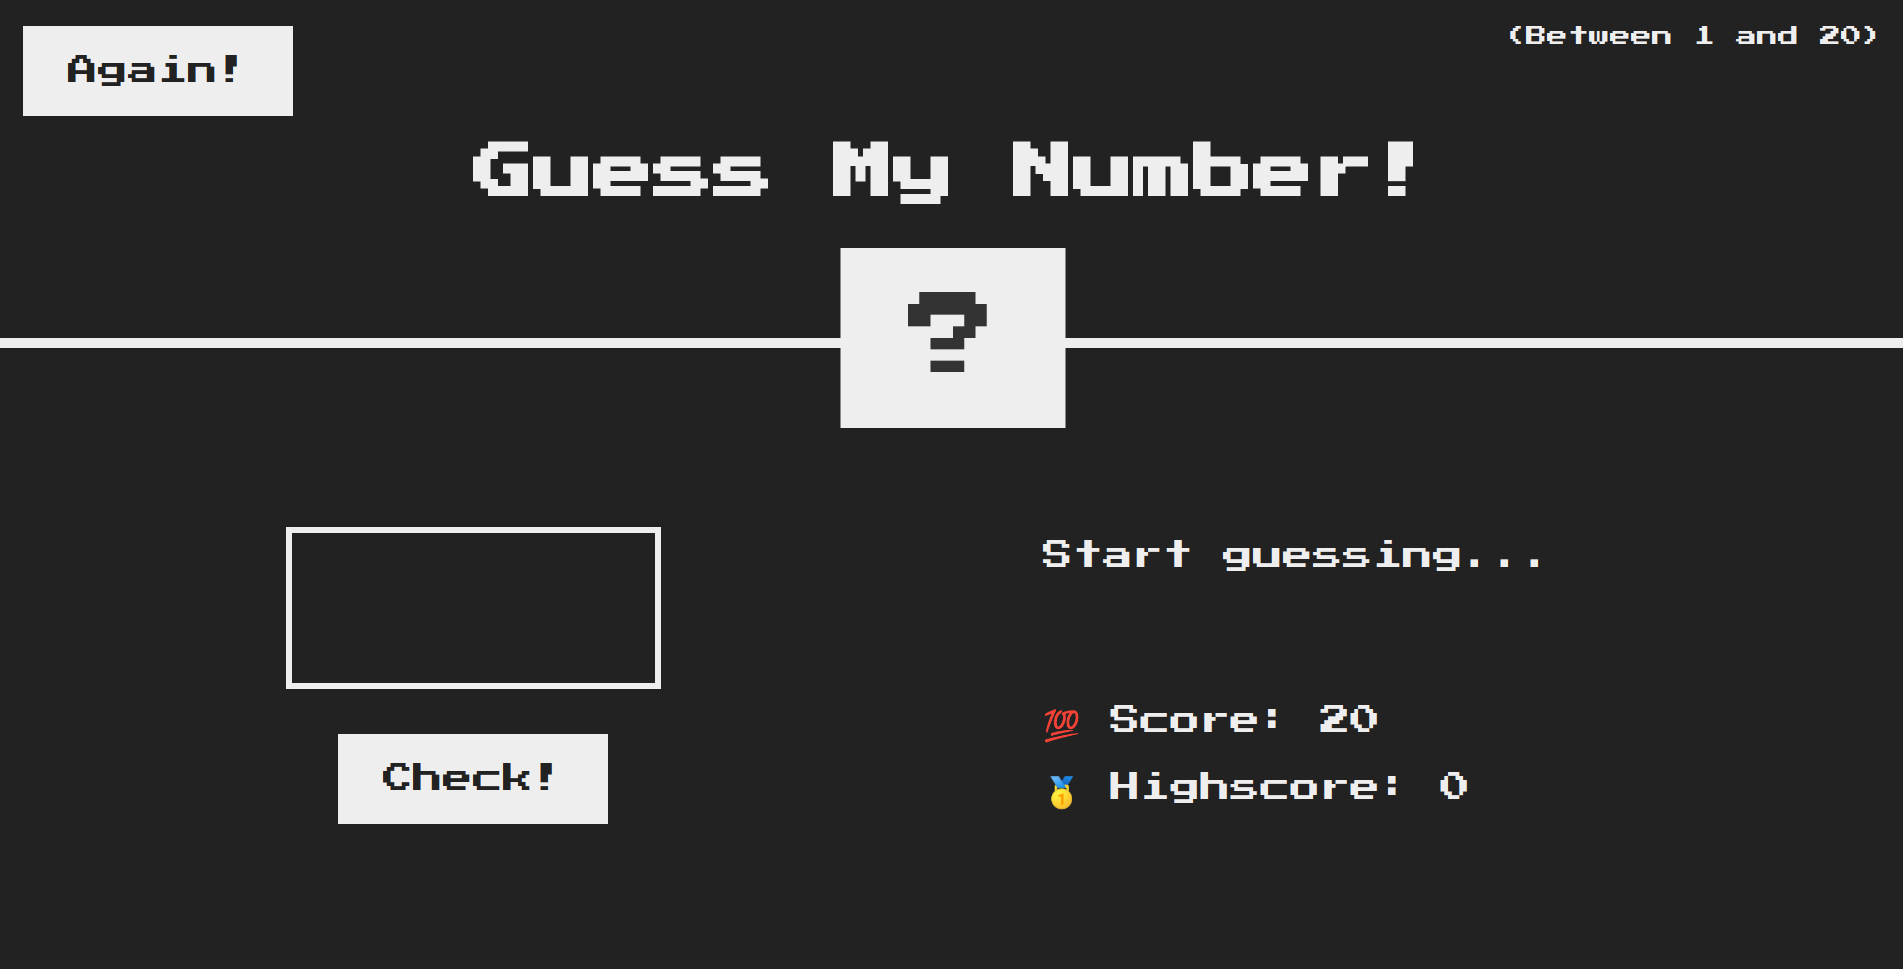 Again!
(Between 1 and 20)
Guess My Number!
?
Start guessing...
💯 Score: 20
🥇 Highscore: 0
Check!